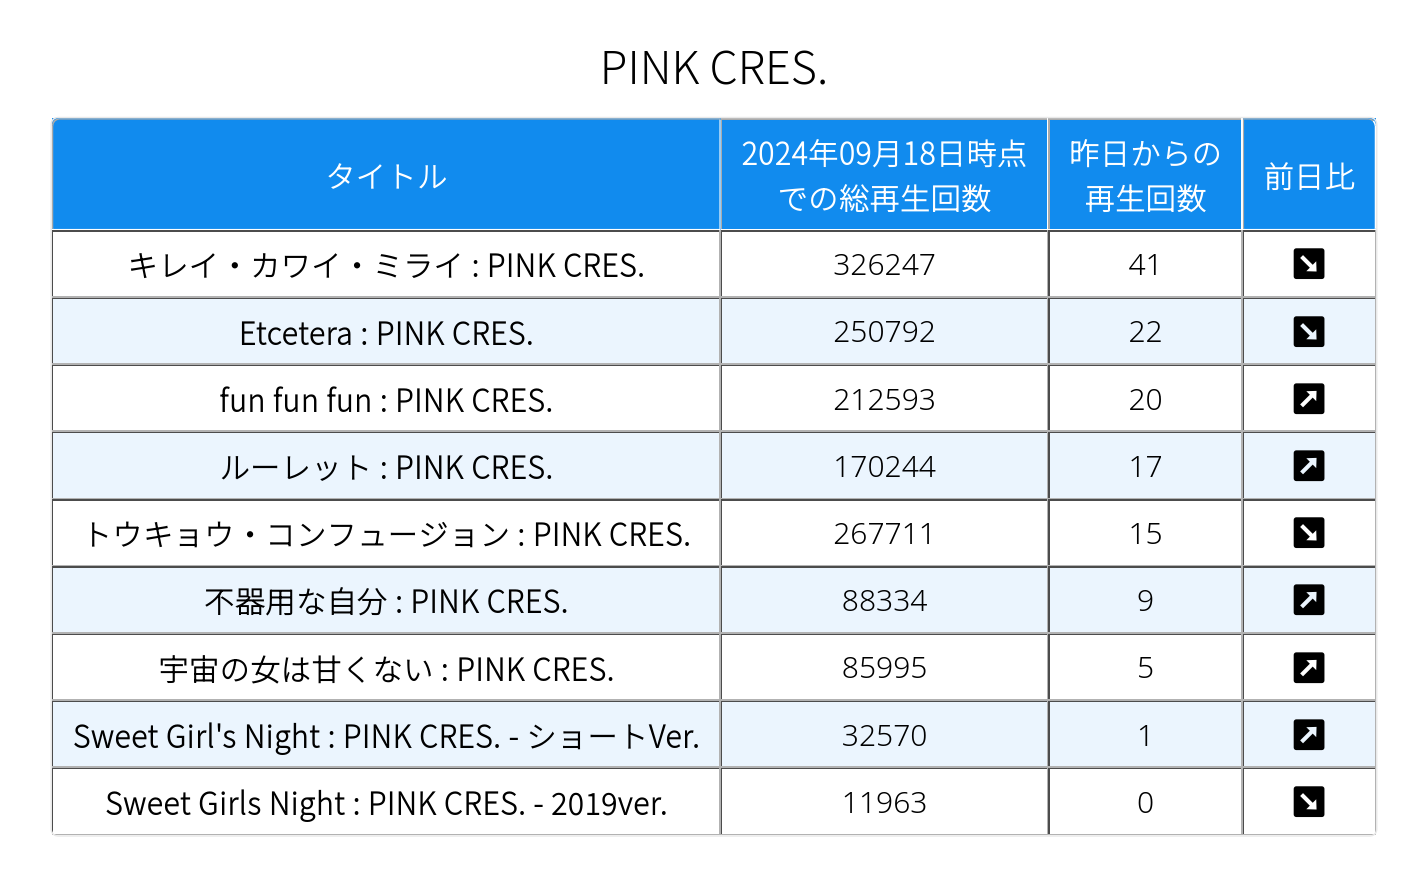 PINK CRES.
タイトル 2024年09月18日時点での総再生回数 昨日からの再生回数 前日比
キレイ・カワイ・ミライ : PINK CRES. 326247 41
Etcetera : PINK CRES. 250792 22
fun fun fun : PINK CRES. 212593 20
ルーレット : PINK CRES. 170244 17
トウキョウ・コンフュージョン : PINK CRES. 267711 15
不器用な自分 : PINK CRES. 88334 9
宇宙の女は甘くない : PINK CRES. 85995 5
Sweet Girl's Night : PINK CRES. - ショートVer. 32570 1
Sweet Girls Night : PINK CRES. - 2019ver. 11963 0